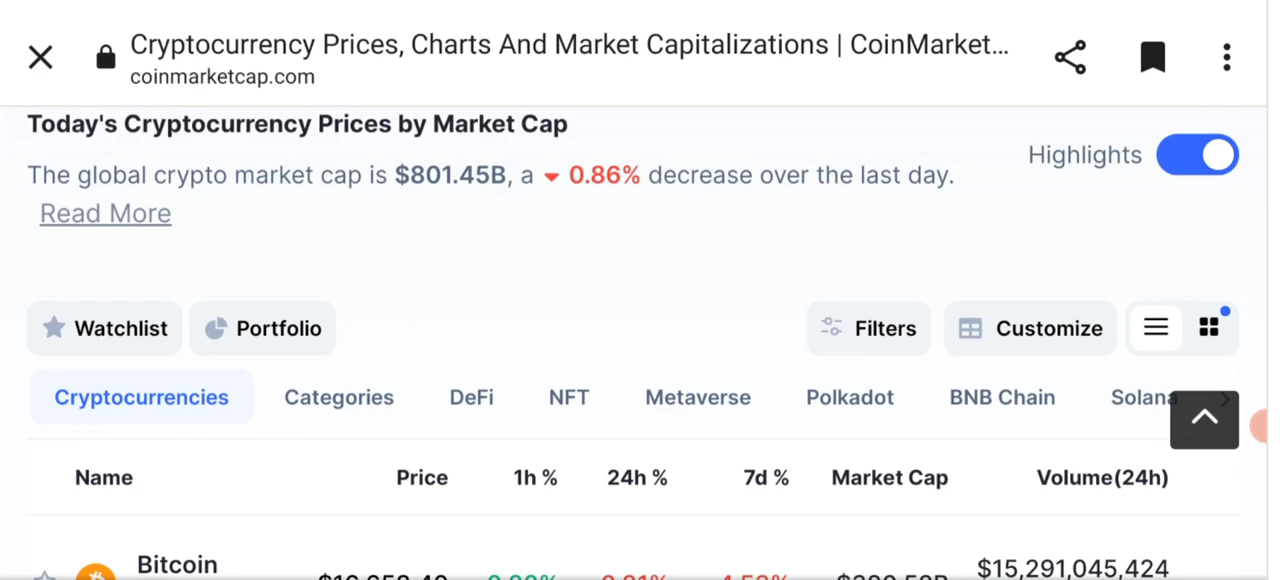 Cryptocurrency Prices, Charts And Market Capitalizations | CoinMarket...
coinmarketcap.com
Today's Cryptocurrency Prices by Market Cap
Highlights
The global crypto market cap is $801.45B, a 0.86% decrease over the last day.
Read More
Watchlist Portfolio Filters Customize
Cryptocurrencies Categories DeFi NFT Metaverse Polkadot BNB Chain Solana
Name Price 1h % 24h % 7d % Market Cap Volume(24h)
Bitcoin $15,291,045,424